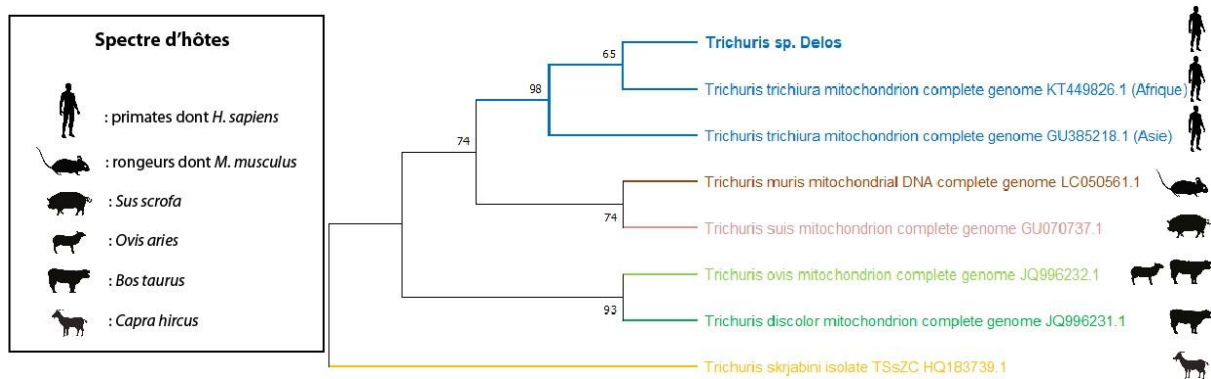 Spectre d'hôtes
: primates dont H. sapiens
: rongeurs dont M. musculus
: Sus scrofa
: Ovis aries
: Bos taurus
: Capra hircus
65
98
74
74
93
Trichuris sp. Delos
Trichuris trichiura mitochondrion complete genome KT449826.1 (Afrique)
Trichuris trichiura mitochondrion complete genome GU385218.1 (Asie)
Trichuris muris mitochondrial DNA complete genome LC050561.1
Trichuris suis mitochondrion complete genome GU070737.1
Trichuris ovis mitochondrion complete genome JQ996232.1
Trichuris discolor mitochondrion complete genome JQ996231.1
Trichuris skrjabini isolate TSsZC HQ183739.1